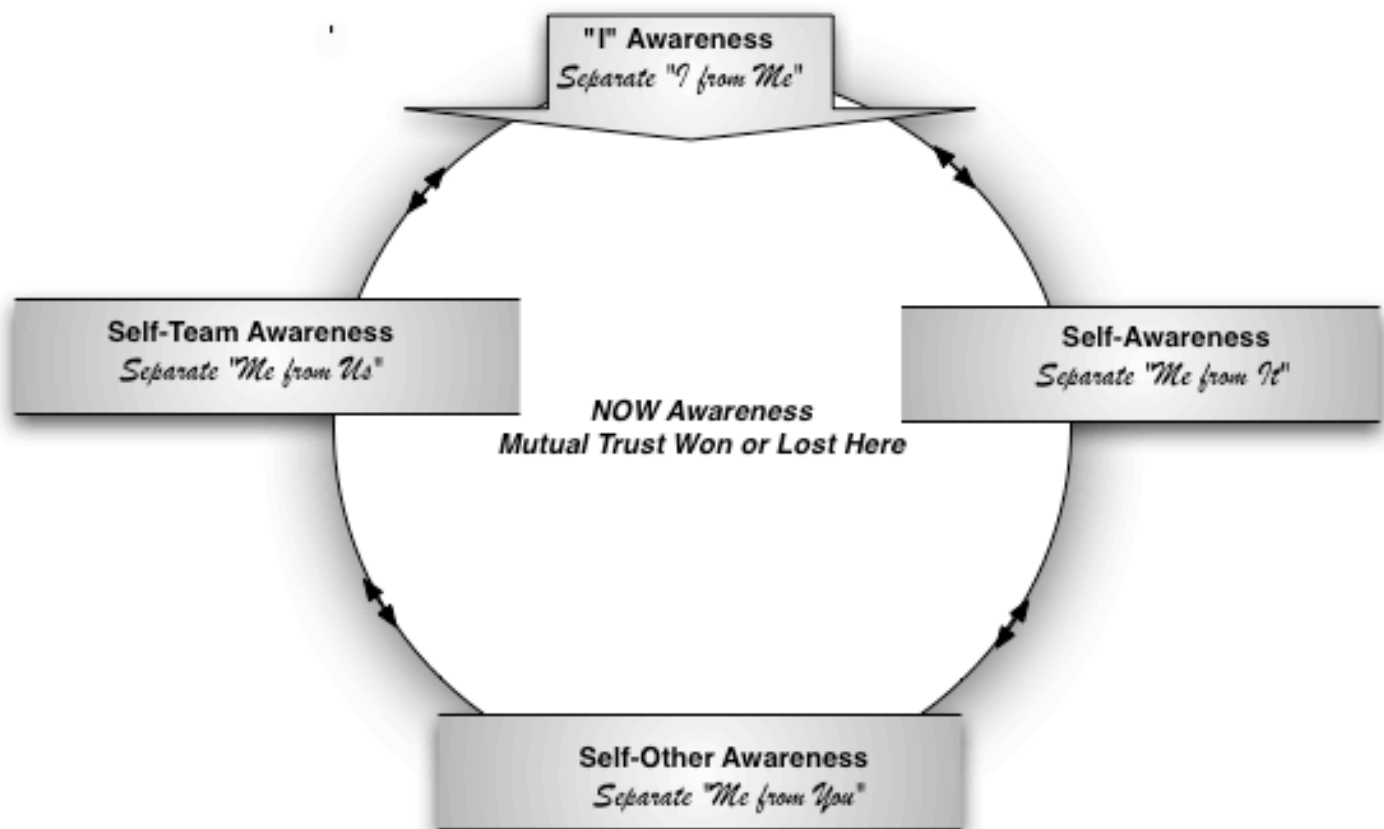 "I" Awareness
Separate "I from Me"
Self-Team Awareness
Separate "Me from Us"
Self-Awareness
Separate "Me from It"
NOW Awareness
Mutual Trust Won or Lost Here
Self-Other Awareness
Separate "Me from You"